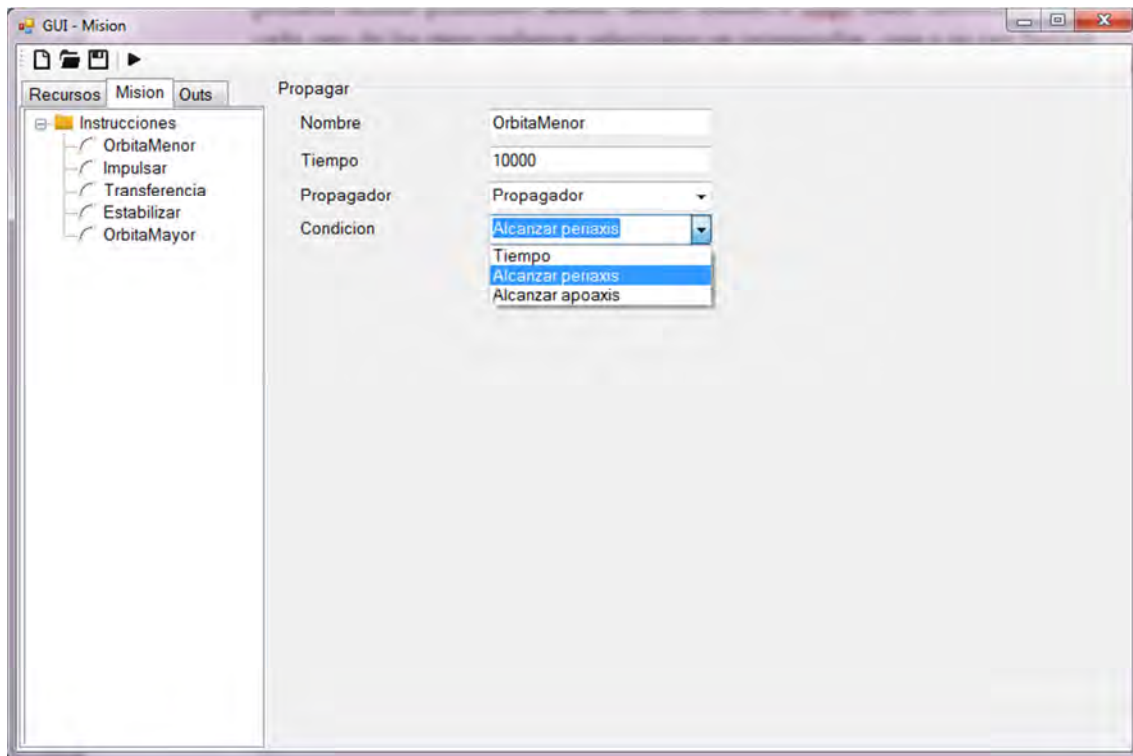 GUI - Mision
Recursos Mision Outs
Instrucciones
OrbitaMenor
Impulsar
Transferencia
Estabilizar
OrbitaMayor
Propagar
Nombre OrbitaMenor
Tiempo 10000
Propagador Propagador
Condicion Alcanzar periaxis
Tiempo
Alcanzar periaxis
Alcanzar apoaxis